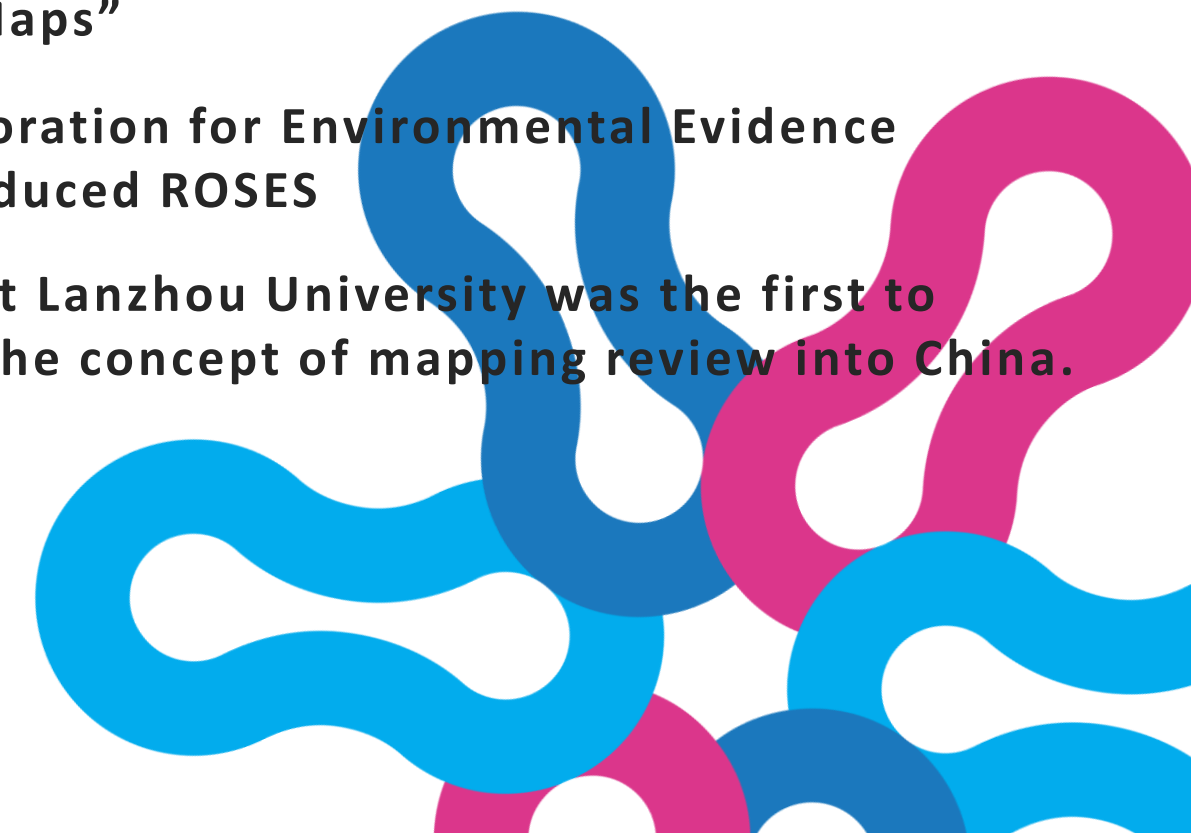 laps”
oration for Environmental Evidence
duced ROSES
t Lanzhou University was the first to
he concept of mapping review into China.